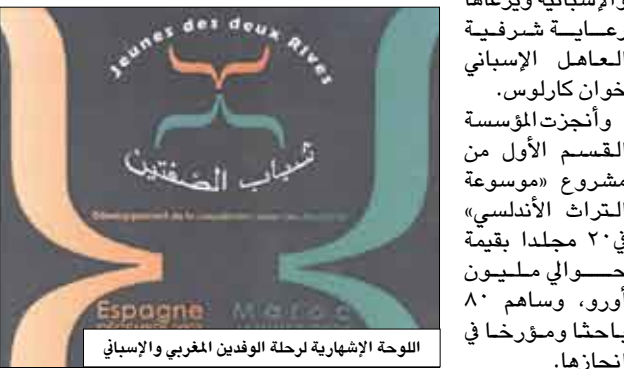 Jeunes des deux Rives
شباب الضفتين
Espagne Maroc
اللوحة الإشهارية لرحلة الوفدين المغربي والإسباني
والإسبانية ويرعاها
رعاية شرفية
العاهل الإسباني
خوان كارلوس.
وأنجزت المؤسسة
القسم الأول من
مشروع «موسوعة
التراث الأندلسي»
في ٢٠ مجلدا بقيمة
حوالي مليون
أورو، وساهم ٨٠
باحثا ومؤرخا في
انجازها.